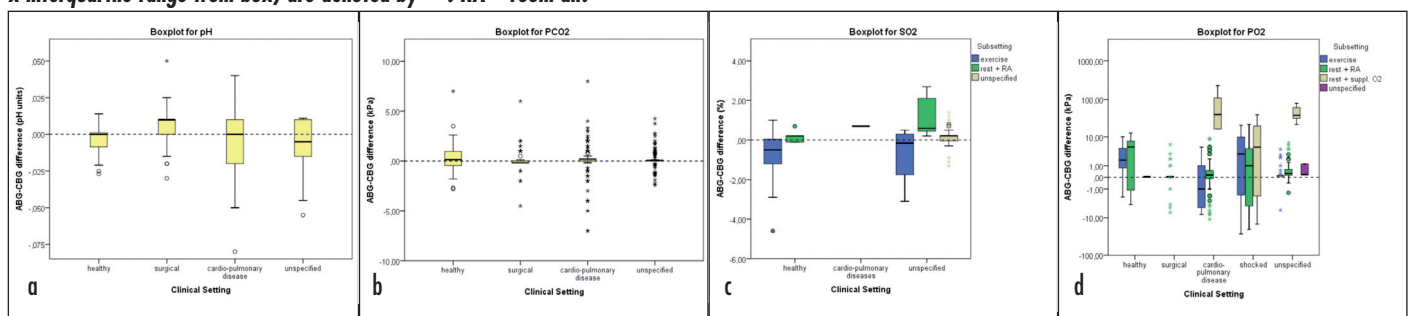 x interquartile range from box, are denoted by RA = room air.
Boxplot for pH
ABG-CBG difference (pH units)
,050
,025
,000
-,025
-,050
-,075
healthy
surgical
cardio-pulmonary
disease
unspecified
Clinical Setting
a
Boxplot for PCO2
ABG-CBG difference (kPa)
10,00
5,00
,00
-5,00
-10,00
healthy
surgical
cardio-pulmonary
disease
unspecified
Clinical Setting
b
Boxplot for SO2
Subsetting
exercise
rest + RA
unspecified
ABG-CBG difference (%)
4,00
2,00
,00
-2,00
-4,00
-6,00
healthy
cardio-pulmonary
diseases
unspecified
Clinical Setting
c
Boxplot for PO2
Subsetting
exercise
rest + RA
rest + suppl. O2
unspecified
ABG-CBG difference (kPa)
1000,00
100,00
10,00
1,00
,00
-1,00
-10,00
-100,00
healthy
surgical
cardio-
pulmonary
disease
shocked
unspecified
Clinical Setting
d